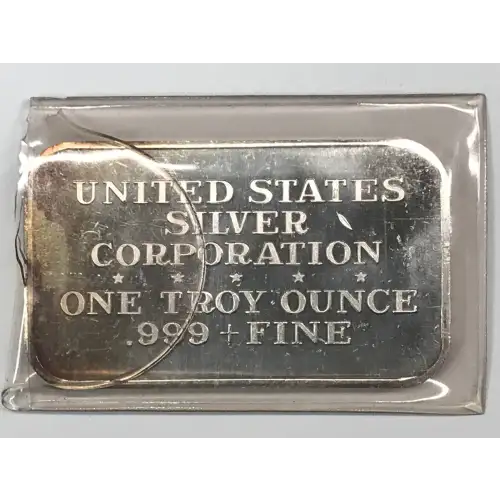 UNITED STATES
SILVER
CORPORATION
★ ★ ★ ★ ★
ONE TROY OUNCE
.999 + FINE